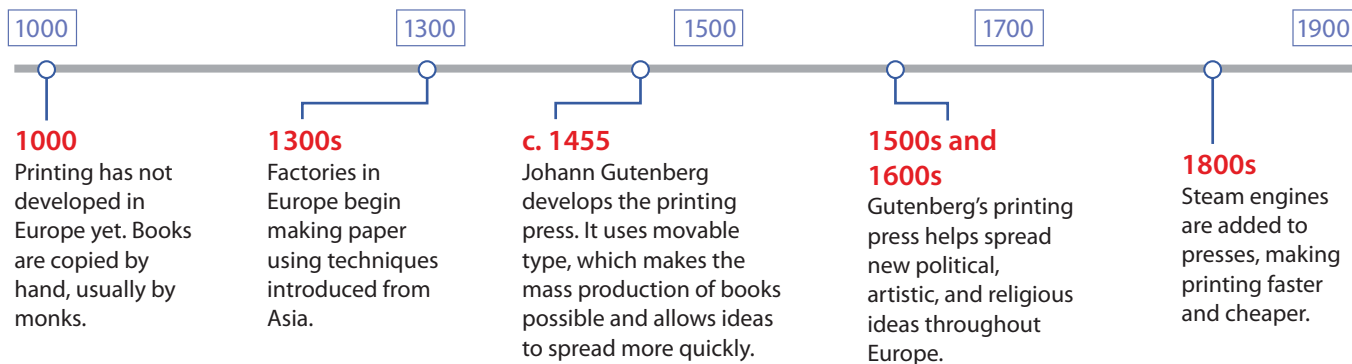 1000
1300
1500
1700
1900
1000
Printing has not
developed in
Europe yet. Books
are copied by
hand, usually by
monks.
1300s
Factories in
Europe begin
making paper
using techniques
introduced from
Asia.
c. 1455
Johann Gutenberg
develops the printing
press. It uses movable
type, which makes the
mass production of books
possible and allows ideas
to spread more quickly.
1500s and
1600s
Gutenberg’s printing
press helps spread
new political,
artistic, and religious
ideas throughout
Europe.
1800s
Steam engines
are added to
presses, making
printing faster
and cheaper.